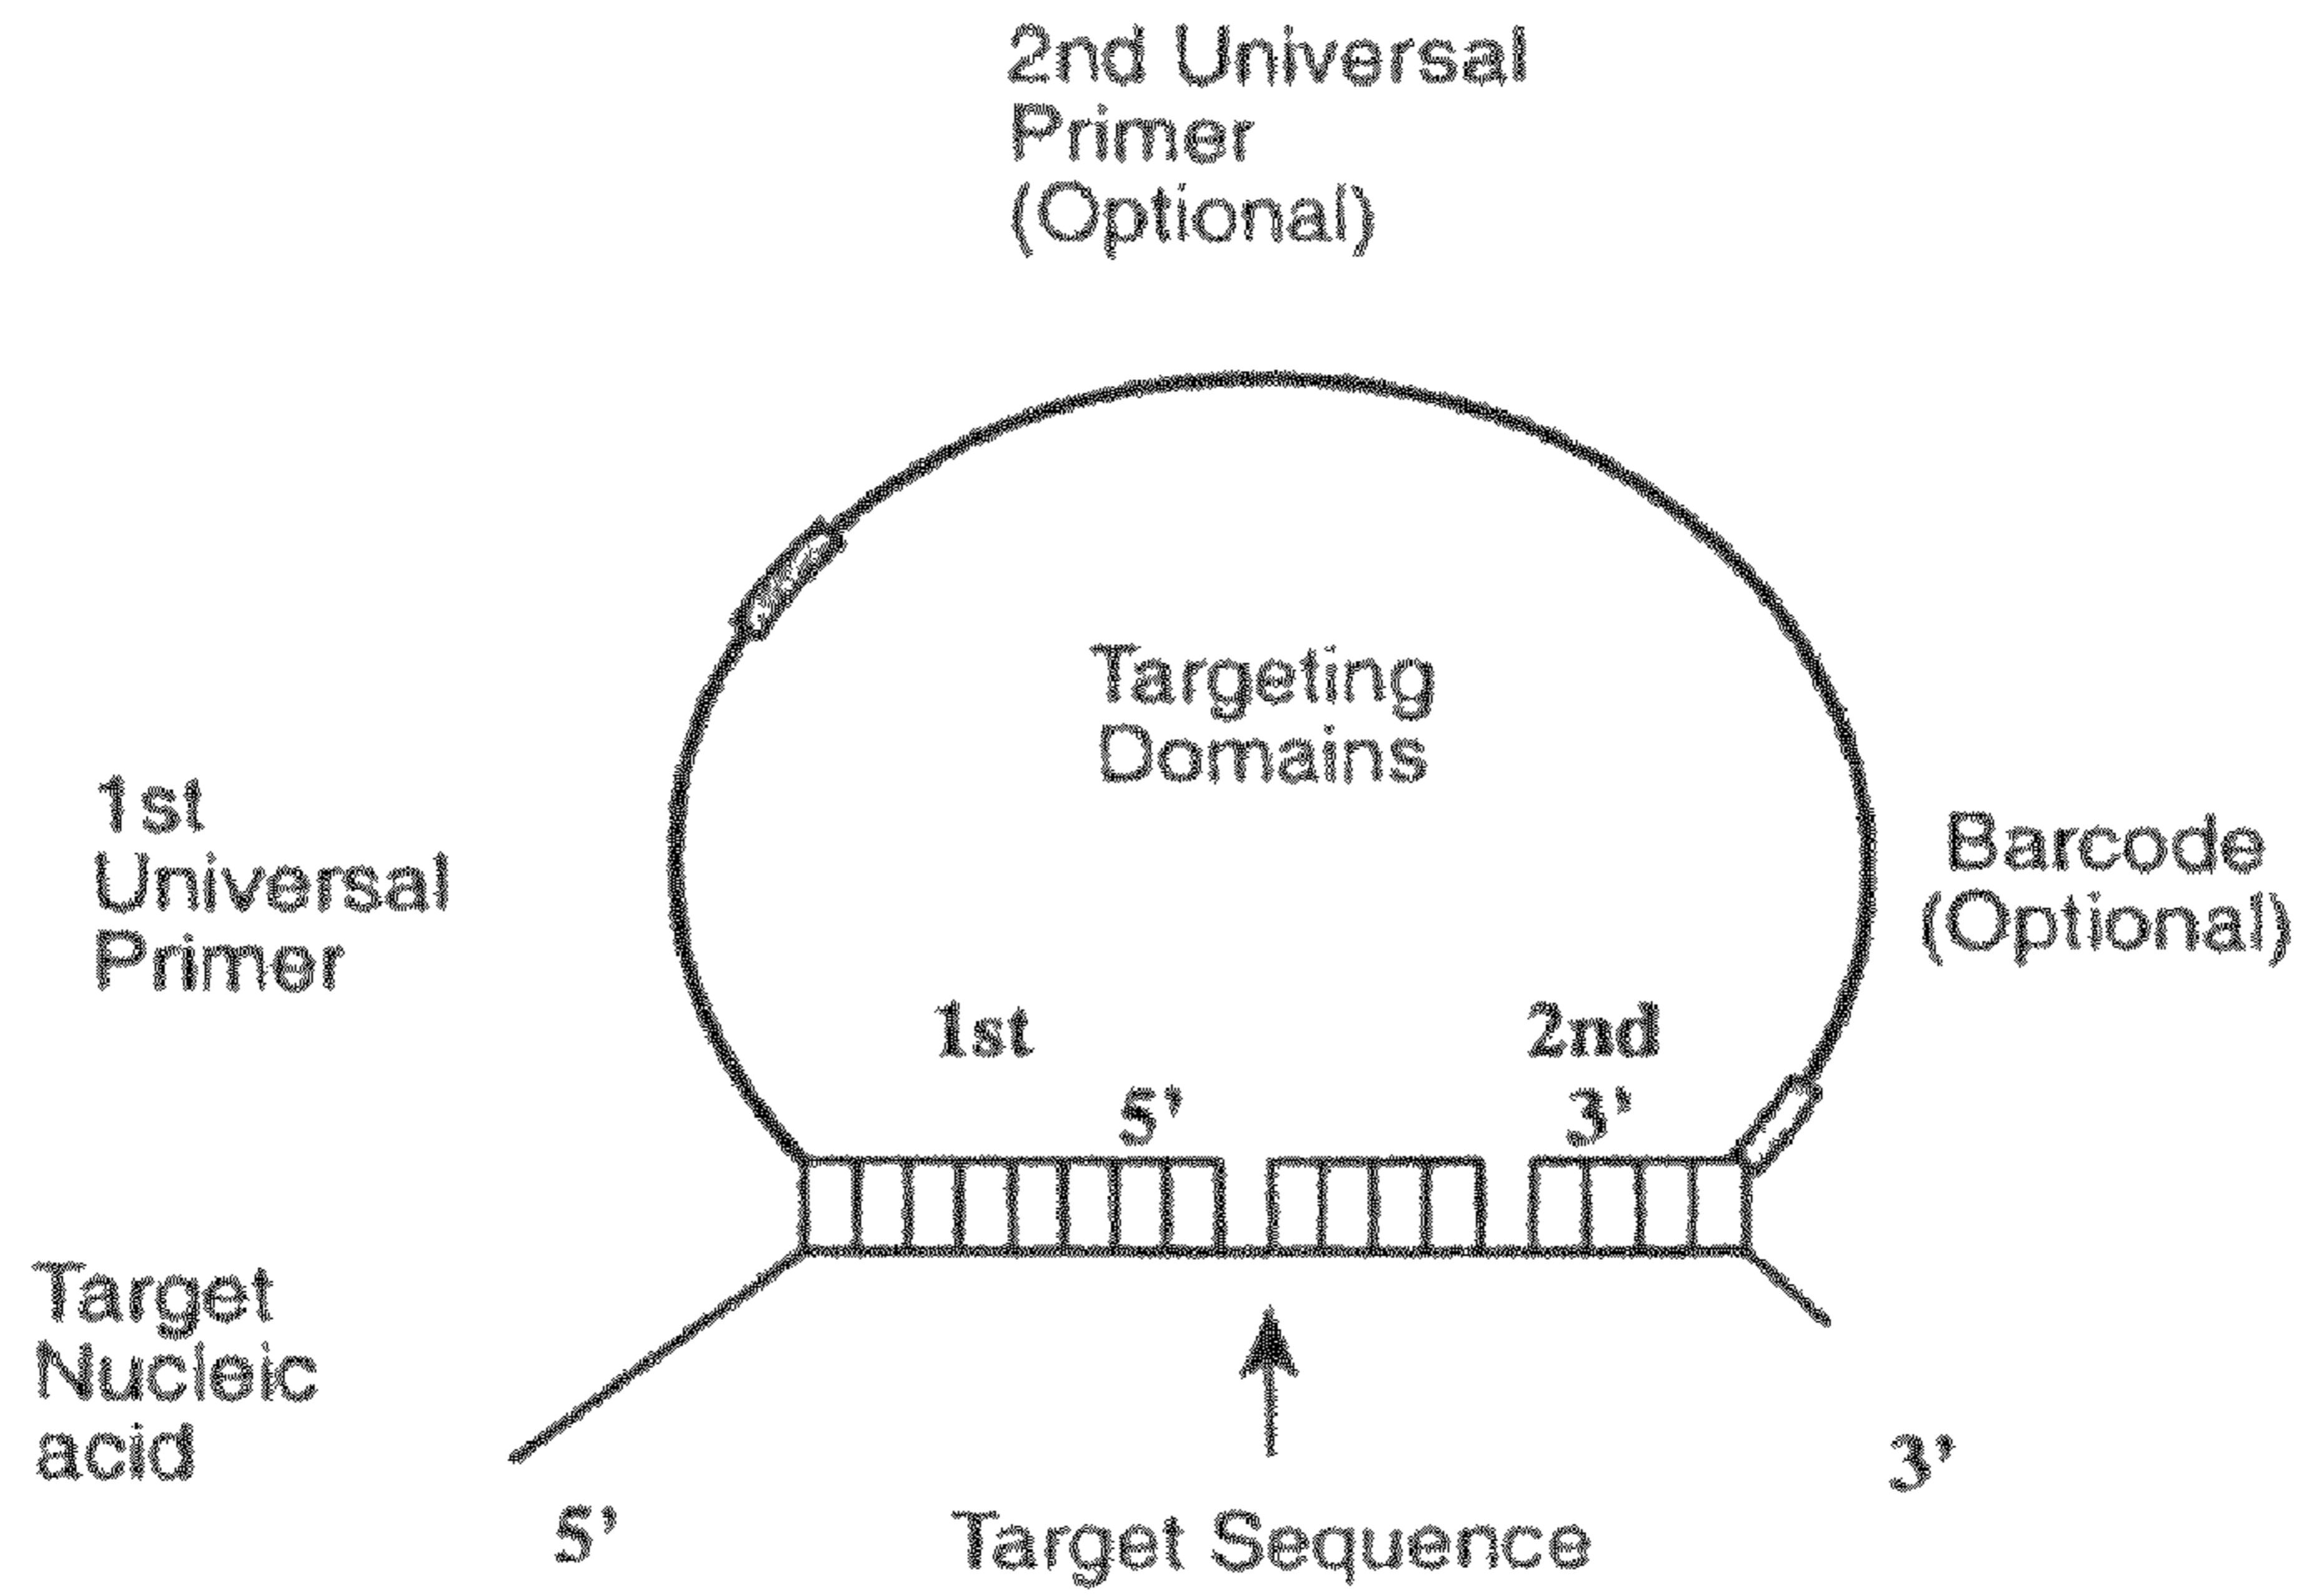 2nd Universal
Primer
(Optional)
Targeting
Domains
1st
Universal
Primer
Barcode
(Optional)
1st
2nd
5'
3'
Target
Nucleic
acid
5'
Target Sequence
3'